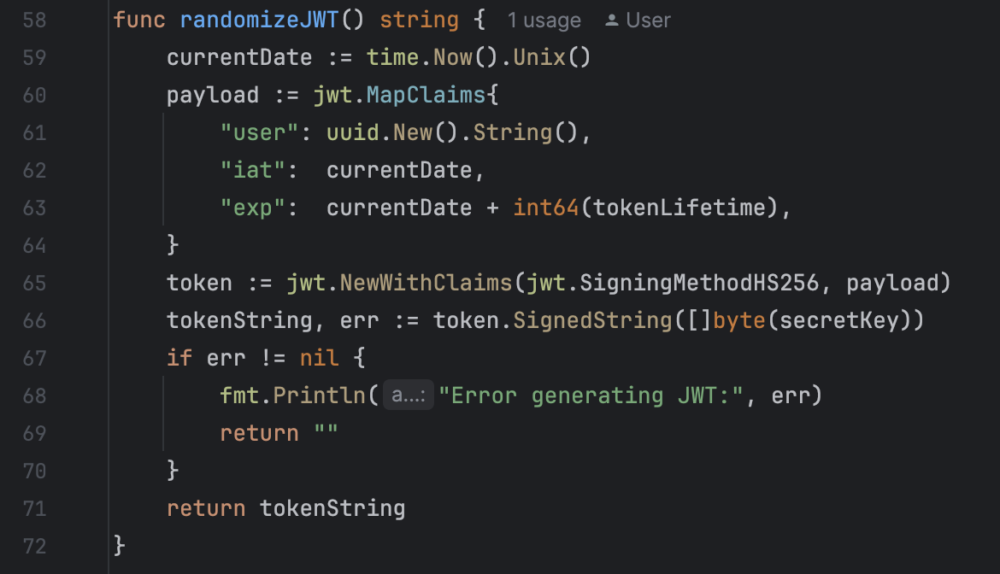 58 func randomizeJWT() string { 1 usage User
59 currentDate := time.Now().Unix()
60 payload := jwt.MapClaims{
61 "user": uuid.New().String(),
62 "iat":  currentDate,
63 "exp":  currentDate + int64(tokenLifetime),
64 }
65 token := jwt.NewWithClaims(jwt.SigningMethodHS256, payload)
66 tokenString, err := token.SignedString([]byte(secretKey))
67 if err != nil {
68 fmt.Println( a...: "Error generating JWT:", err)
69 return ""
70 }
71 return tokenString
72 }